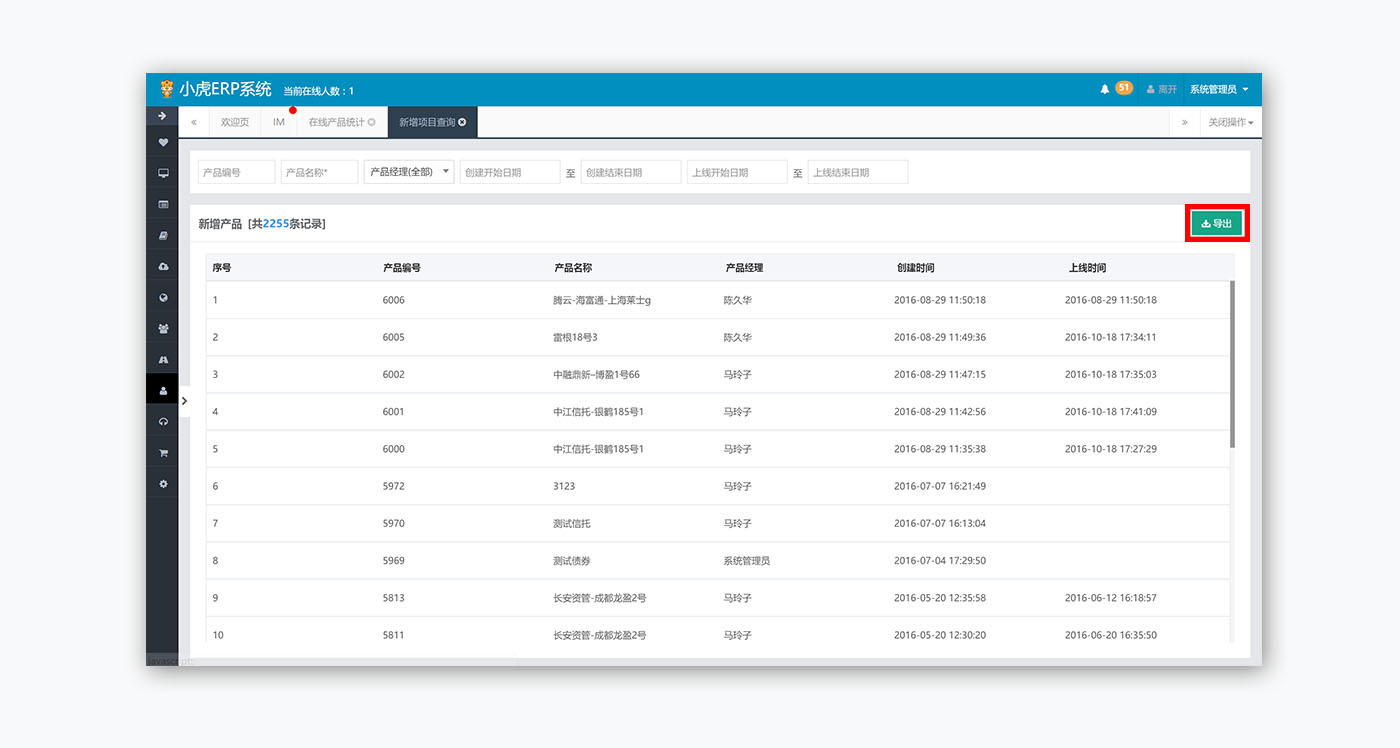 小虎ERP系统 当前在线人数：1 51 离开 系统管理员
« 欢迎页 IM 在线产品统计 新增项目查询 » 关闭操作
产品编号 产品名称* 产品经理(全部) 创建开始日期 至 创建结束日期 上线开始日期 至 上线结束日期
新增产品 [共2255条记录] 导出
序号 产品编号 产品名称 产品经理 创建时间 上线时间
1 6006 腾云-海富通-上海莱士g 陈久华 2016-08-29 11:50:18 2016-08-29 11:50:18
2 6005 雷根18号3 陈久华 2016-08-29 11:49:36 2016-10-18 17:34:11
3 6002 中融鼎新–博盈1号66 马玲子 2016-08-29 11:47:15 2016-10-18 17:35:03
4 6001 中江信托-银鹤185号1 马玲子 2016-08-29 11:42:56 2016-10-18 17:41:09
5 6000 中江信托-银鹤185号1 马玲子 2016-08-29 11:35:38 2016-10-18 17:27:29
6 5972 3123 马玲子 2016-07-07 16:21:49
7 5970 测试信托 马玲子 2016-07-07 16:13:04
8 5969 测试债券 系统管理员 2016-07-04 17:29:50
9 5813 长安资管-成都龙盈2号 马玲子 2016-05-20 12:35:58 2016-06-12 16:18:57
10 5811 长安资管-成都龙盈2号 马玲子 2016-05-20 12:30:20 2016-06-20 16:35:50
javascript: